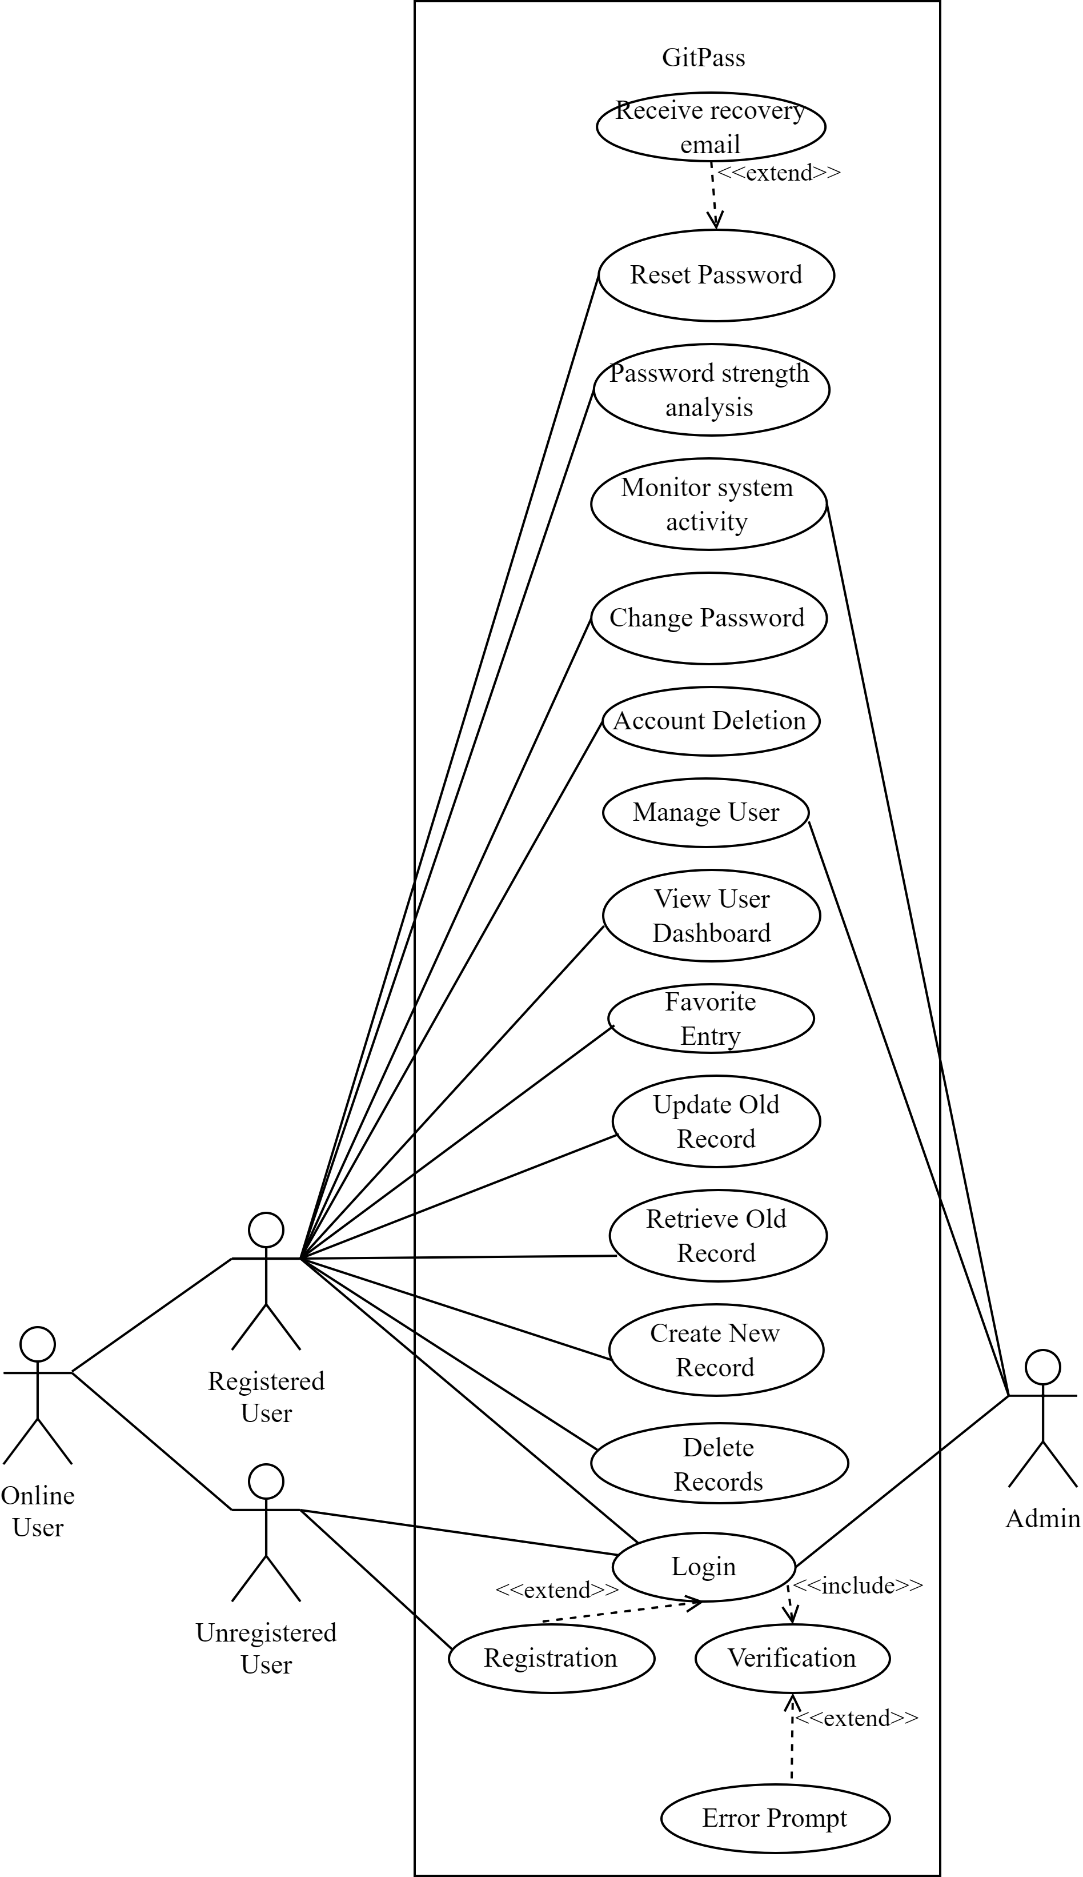 GitPass
Receive recovery
email
<<extend>>
Reset Password
Password strength
analysis
Monitor system
activity
Change Password
Account Deletion
Manage User
View User
Dashboard
Favorite
Entry
Update Old
Record
Retrieve Old
Record
Create New
Record
Registered
User
Delete
Records
Online
User
Admin
Login
<<extend>>
<<include>>
Unregistered
User
Registration
Verification
<<extend>>
Error Prompt